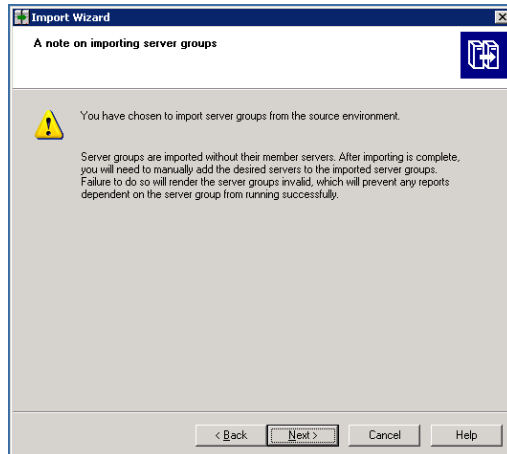 Import Wizard
A note on importing server groups
You have chosen to import server groups from the source environment.
Server groups are imported without their member servers. After importing is complete,
you will need to manually add the desired servers to the imported server groups.
Failure to do so will render the server groups invalid, which will prevent any reports
dependent on the server group from running successfully.
< Back Next > Cancel Help